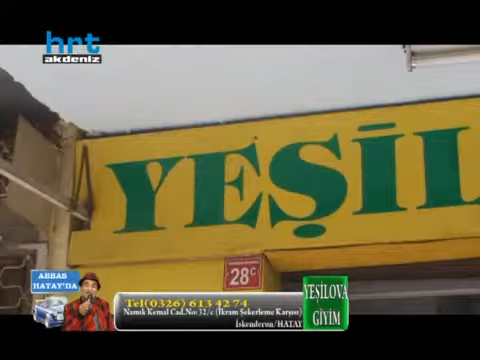 hrt
akdeniz
YEŞİL
28 C
ABBAS
HATAY'DA
Tel(0326) 613 42 74
Namık Kemal Cad.No: 32/c (İkram Şekerleme Karşısı)
İskenderun/HATAY
YEŞİLOVA
GİYİM